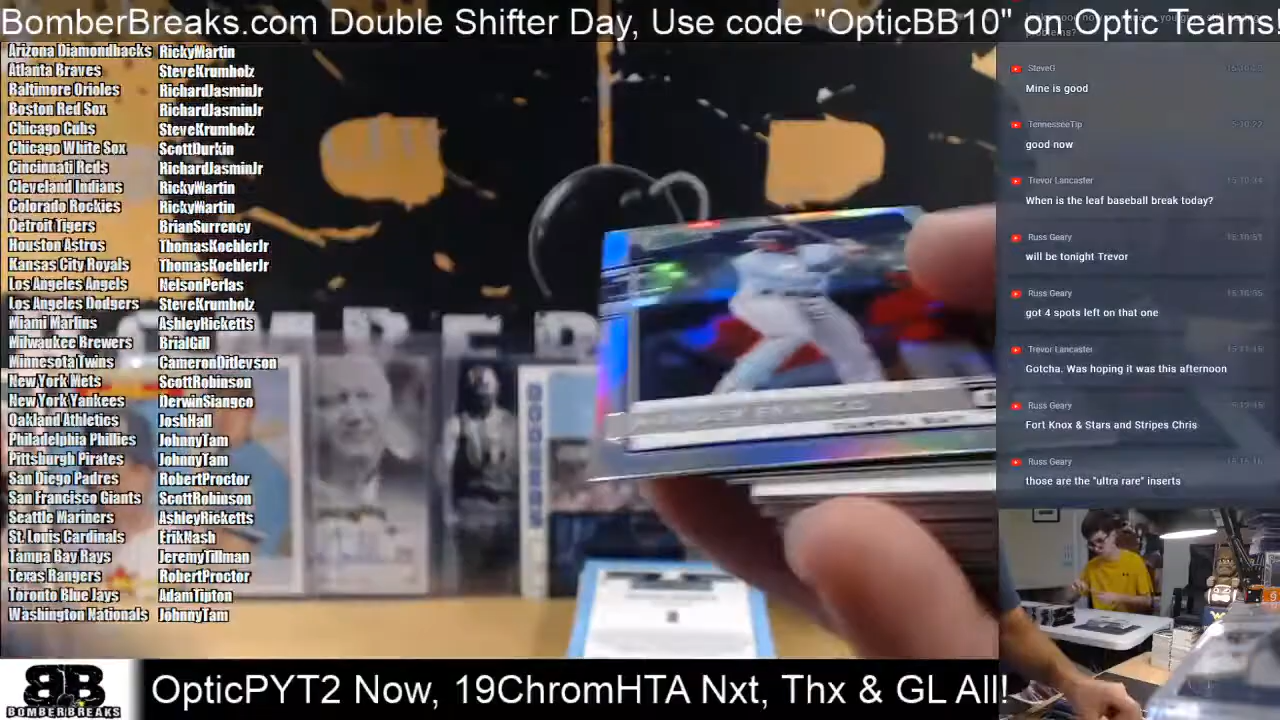 BomberBreaks.com Double Shifter Day, Use code "OpticBB10" on Optic Teams!
Arizona Diamondbacks RickyMartin
Atlanta Braves SteveKrumholz
Baltimore Orioles RichardJasminJr
Boston Red Sox RichardJasminJr
Chicago Cubs SteveKrumholz
Chicago White Sox ScottDurkin
Cincinnati Reds RichardJasminJr
Cleveland Indians RickyMartin
Colorado Rockies RickyMartin
Detroit Tigers BrianSurrency
Houston Astros ThomasKoehlerJr
Kansas City Royals ThomasKoehlerJr
Los Angeles Angels NelsonPerlas
Los Angeles Dodgers SteveKrumholz
Miami Marlins AshleyRicketts
Milwaukee Brewers BrialGill
Minnesota Twins CameronDitlevson
New York Mets ScottRobinson
New York Yankees DerwinSiangco
Oakland Athletics JoshHall
Philadelphia Phillies JohnnyTam
Pittsburgh Pirates JohnnyTam
San Diego Padres RobertProctor
San Francisco Giants ScottRobinson
Seattle Mariners AshleyRicketts
St. Louis Cardinals ErikNash
Tampa Bay Rays JeremyTillman
Texas Rangers RobertProctor
Toronto Blue Jays AdamTipton
Washington Nationals JohnnyTam
problems?
SteveG
Mine is good
TennesseeTip
good now
Trevor Lancaster
When is the leaf baseball break today?
Russ Geary
will be tonight Trevor
Russ Geary
got 4 spots left on that one
Trevor Lancaster
Gotcha. Was hoping it was this afternoon
Russ Geary
Fort Knox & Stars and Stripes Chris
Russ Geary
those are the "ultra rare" inserts
BB
BOMBERBREAKS
OpticPYT2 Now, 19ChromHTA Nxt, Thx & GL All!